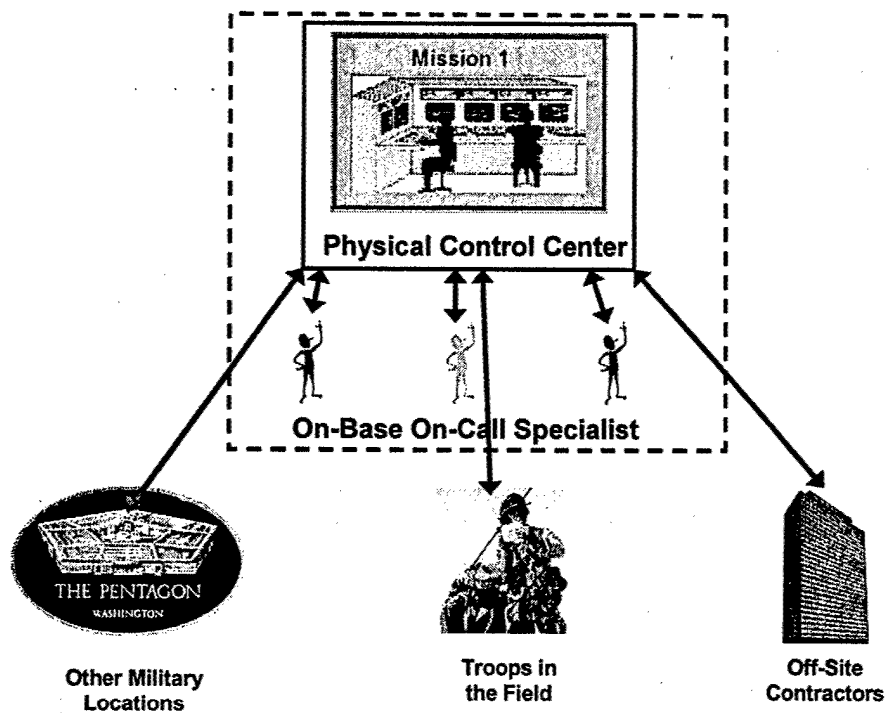 Mission 1
Physical Control Center
On-Base On-Call Specialist
THE PENTAGON
WASHINGTON
Other Military
Locations
Troops in
the Field
Off-Site
Contractors